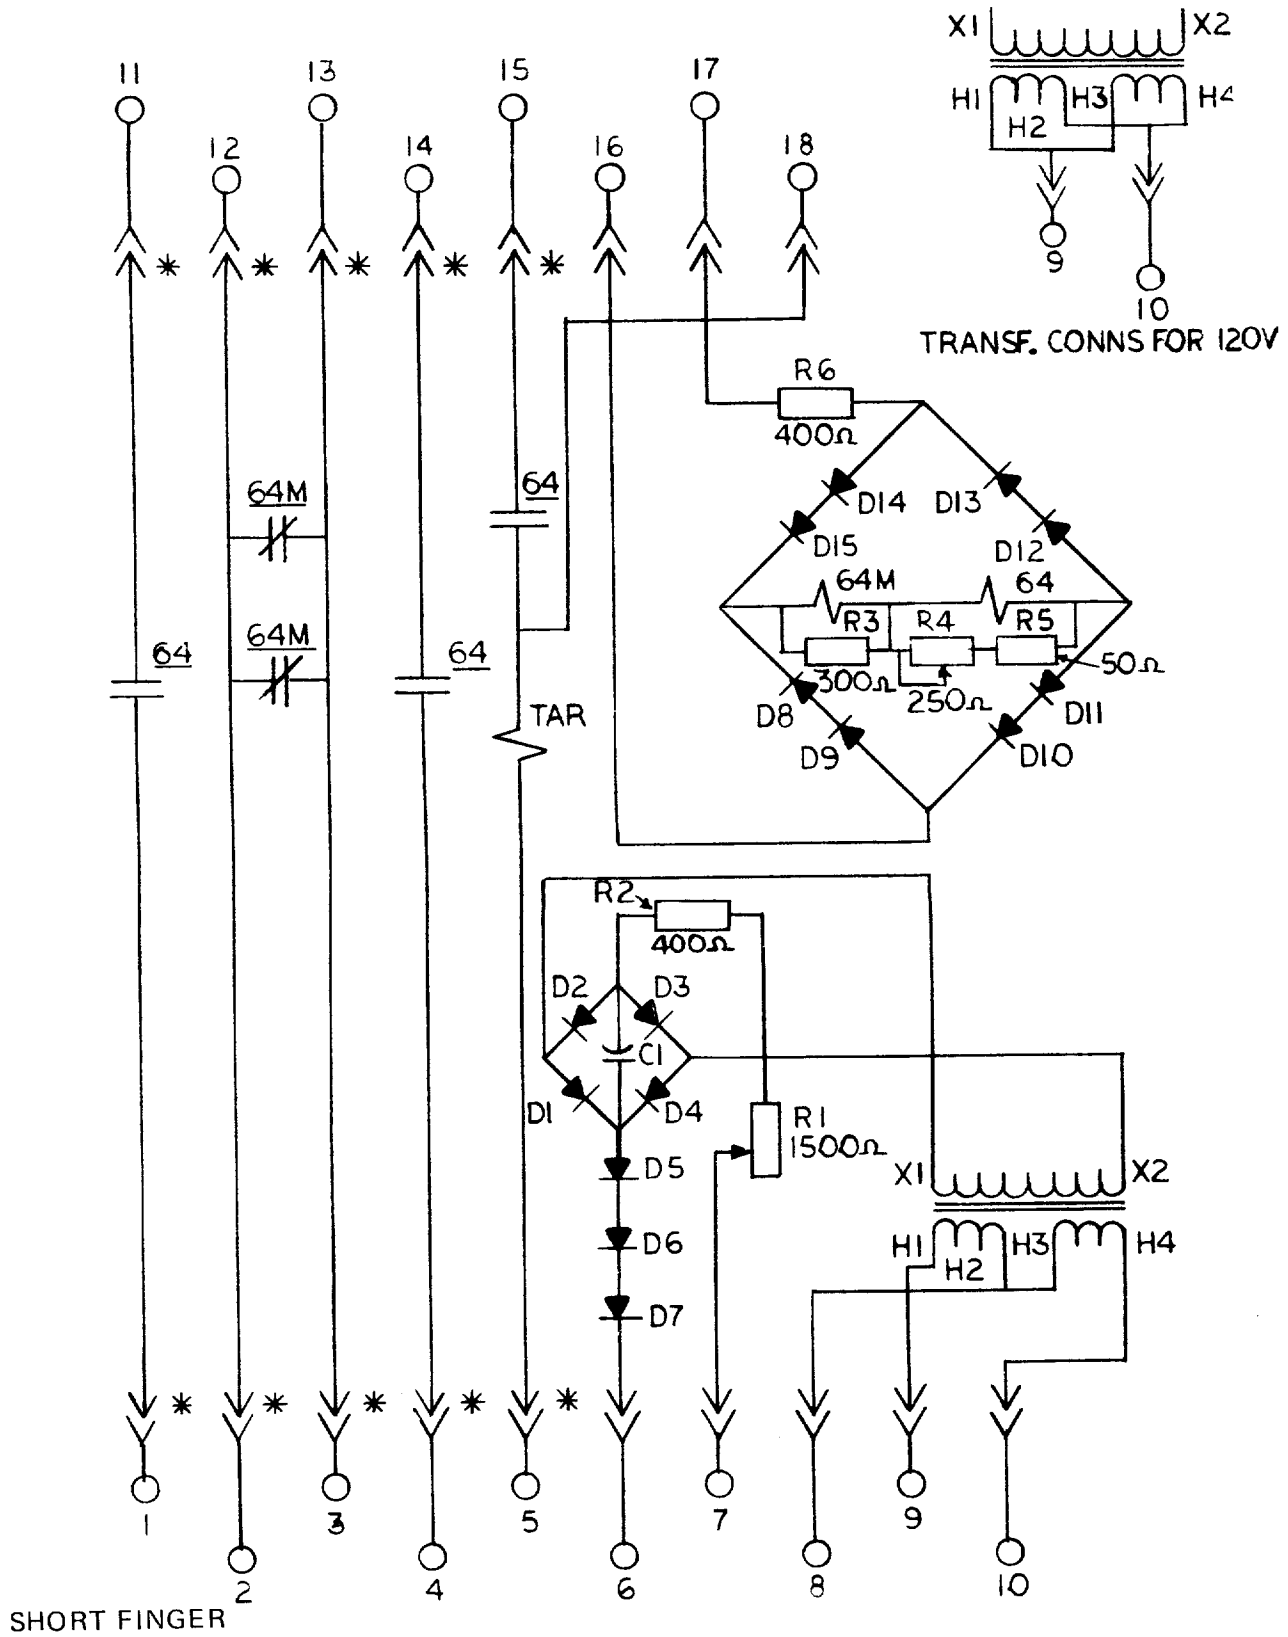 X1 X2
11 13 15 17
H1 H3 H4
H2
12 14 16 18
* * * * *
9
10
TRANSF. CONNS FOR 120V
R6
400Ω
64M 64
D14 D13
D15 D12
64M 64
64M
R3 R4 R5
64 64
50Ω
300Ω
250Ω
TAR
D8 D11
D9 D10
R2
400Ω
D2 D3
C1
D1 D4
R1
1500Ω
D5
X1 X2
D6
H1 H3 H4
H2
D7
* * * * *
1 3 5 7 9
2 4 6 8 10
SHORT FINGER